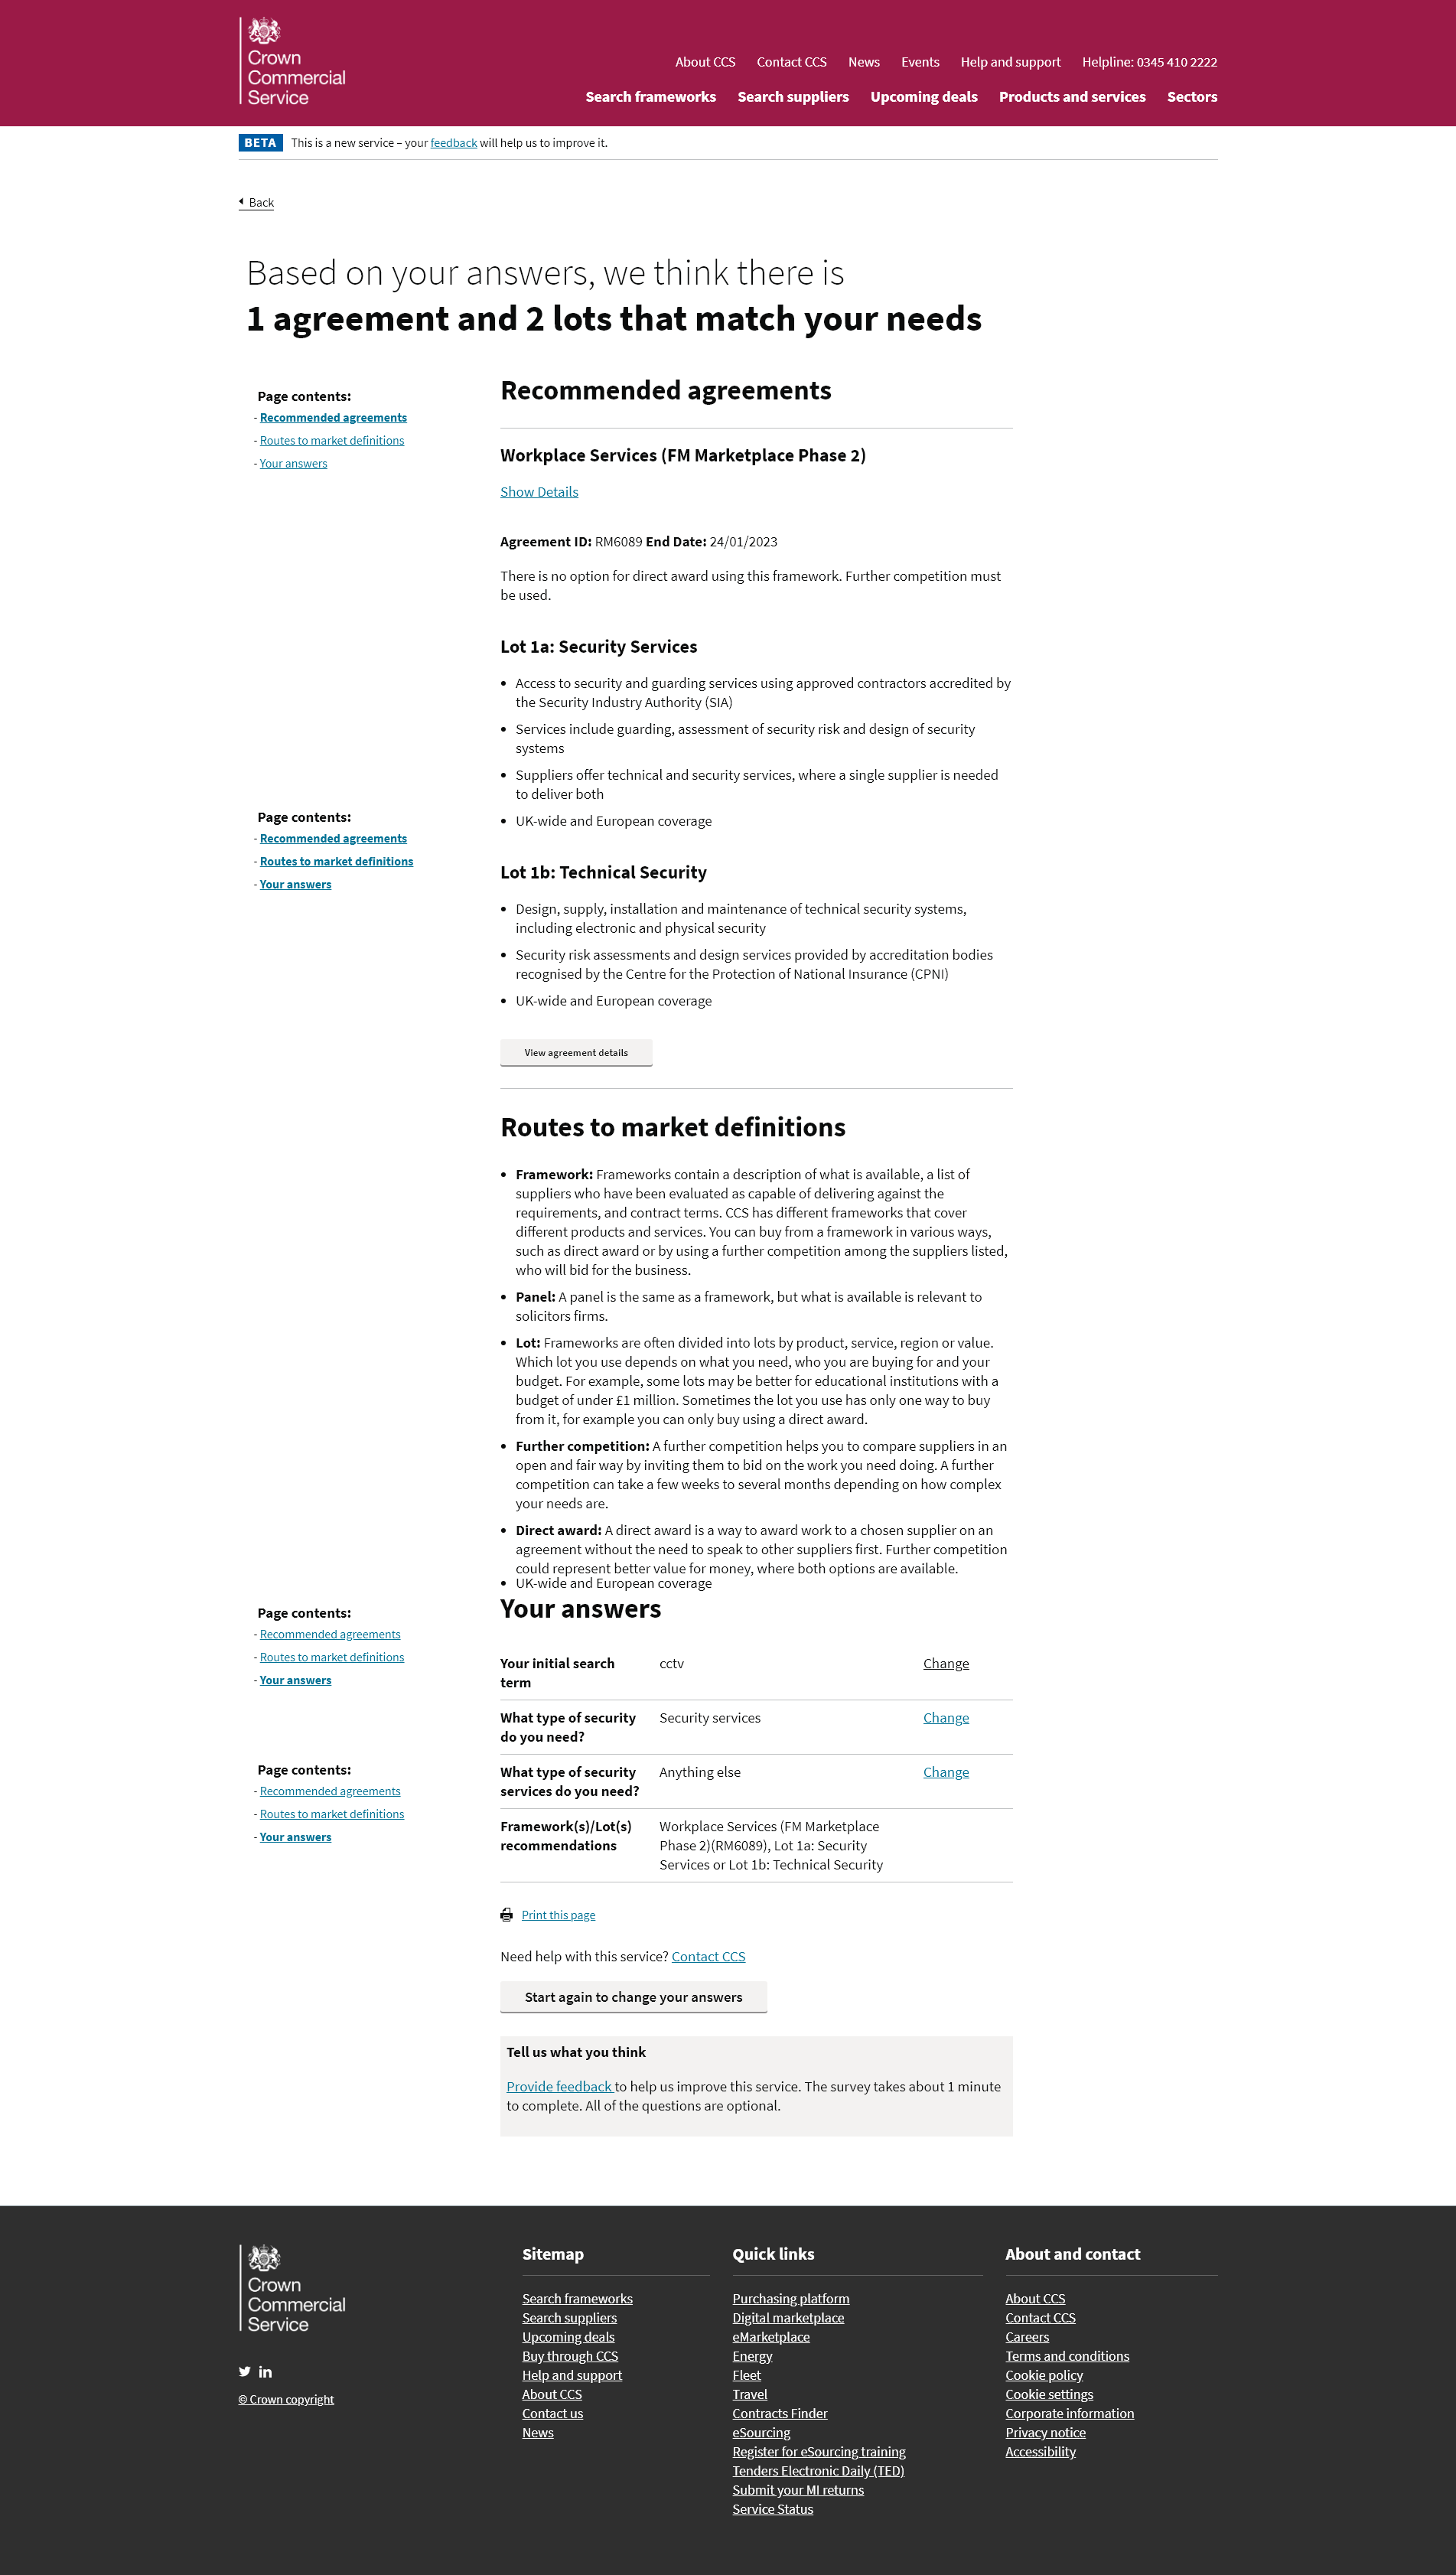 Crown
Commercial
Service
About CCS Contact CCS News Events Help and support Helpline: 0345 410 2222
Search frameworks Search suppliers Upcoming deals Products and services Sectors
BETA This is a new service – your feedback will help us to improve it.
Back
Based on your answers, we think there is
1 agreement and 2 lots that match your needs
Page contents:
- Recommended agreements
- Routes to market definitions
- Your answers
Recommended agreements
Workplace Services (FM Marketplace Phase 2)
Show Details
Agreement ID: RM6089 End Date: 24/01/2023
There is no option for direct award using this framework. Further competition must
be used.
Lot 1a: Security Services
• Access to security and guarding services using approved contractors accredited by
the Security Industry Authority (SIA)
• Services include guarding, assessment of security risk and design of security
systems
• Suppliers offer technical and security services, where a single supplier is needed
to deliver both
• UK-wide and European coverage
Page contents:
- Recommended agreements
- Routes to market definitions
- Your answers
Lot 1b: Technical Security
• Design, supply, installation and maintenance of technical security systems,
including electronic and physical security
• Security risk assessments and design services provided by accreditation bodies
recognised by the Centre for the Protection of National Insurance (CPNI)
• UK-wide and European coverage
View agreement details
Routes to market definitions
• Framework: Frameworks contain a description of what is available, a list of
suppliers who have been evaluated as capable of delivering against the
requirements, and contract terms. CCS has different frameworks that cover
different products and services. You can buy from a framework in various ways,
such as direct award or by using a further competition among the suppliers listed,
who will bid for the business.
• Panel: A panel is the same as a framework, but what is available is relevant to
solicitors firms.
• Lot: Frameworks are often divided into lots by product, service, region or value.
Which lot you use depends on what you need, who you are buying for and your
budget. For example, some lots may be better for educational institutions with a
budget of under £1 million. Sometimes the lot you use has only one way to buy
from it, for example you can only buy using a direct award.
• Further competition: A further competition helps you to compare suppliers in an
open and fair way by inviting them to bid on the work you need doing. A further
competition can take a few weeks to several months depending on how complex
your needs are.
• Direct award: A direct award is a way to award work to a chosen supplier on an
agreement without the need to speak to other suppliers first. Further competition
could represent better value for money, where both options are available.
• UK-wide and European coverage
Page contents:
- Recommended agreements
- Routes to market definitions
- Your answers
Your answers
Your initial search cctv Change
term
What type of security Security services Change
do you need?
What type of security Anything else Change
services do you need?
Framework(s)/Lot(s) Workplace Services (FM Marketplace
recommendations Phase 2)(RM6089), Lot 1a: Security
Services or Lot 1b: Technical Security
Page contents:
- Recommended agreements
- Routes to market definitions
- Your answers
Print this page
Need help with this service? Contact CCS
Start again to change your answers
Tell us what you think
Provide feedback to help us improve this service. The survey takes about 1 minute
to complete. All of the questions are optional.
Crown
Commercial
Service
© Crown copyright
Sitemap
Search frameworks
Search suppliers
Upcoming deals
Buy through CCS
Help and support
About CCS
Contact us
News
Quick links
Purchasing platform
Digital marketplace
eMarketplace
Energy
Fleet
Travel
Contracts Finder
eSourcing
Register for eSourcing training
Tenders Electronic Daily (TED)
Submit your MI returns
Service Status
About and contact
About CCS
Contact CCS
Careers
Terms and conditions
Cookie policy
Cookie settings
Corporate information
Privacy notice
Accessibility